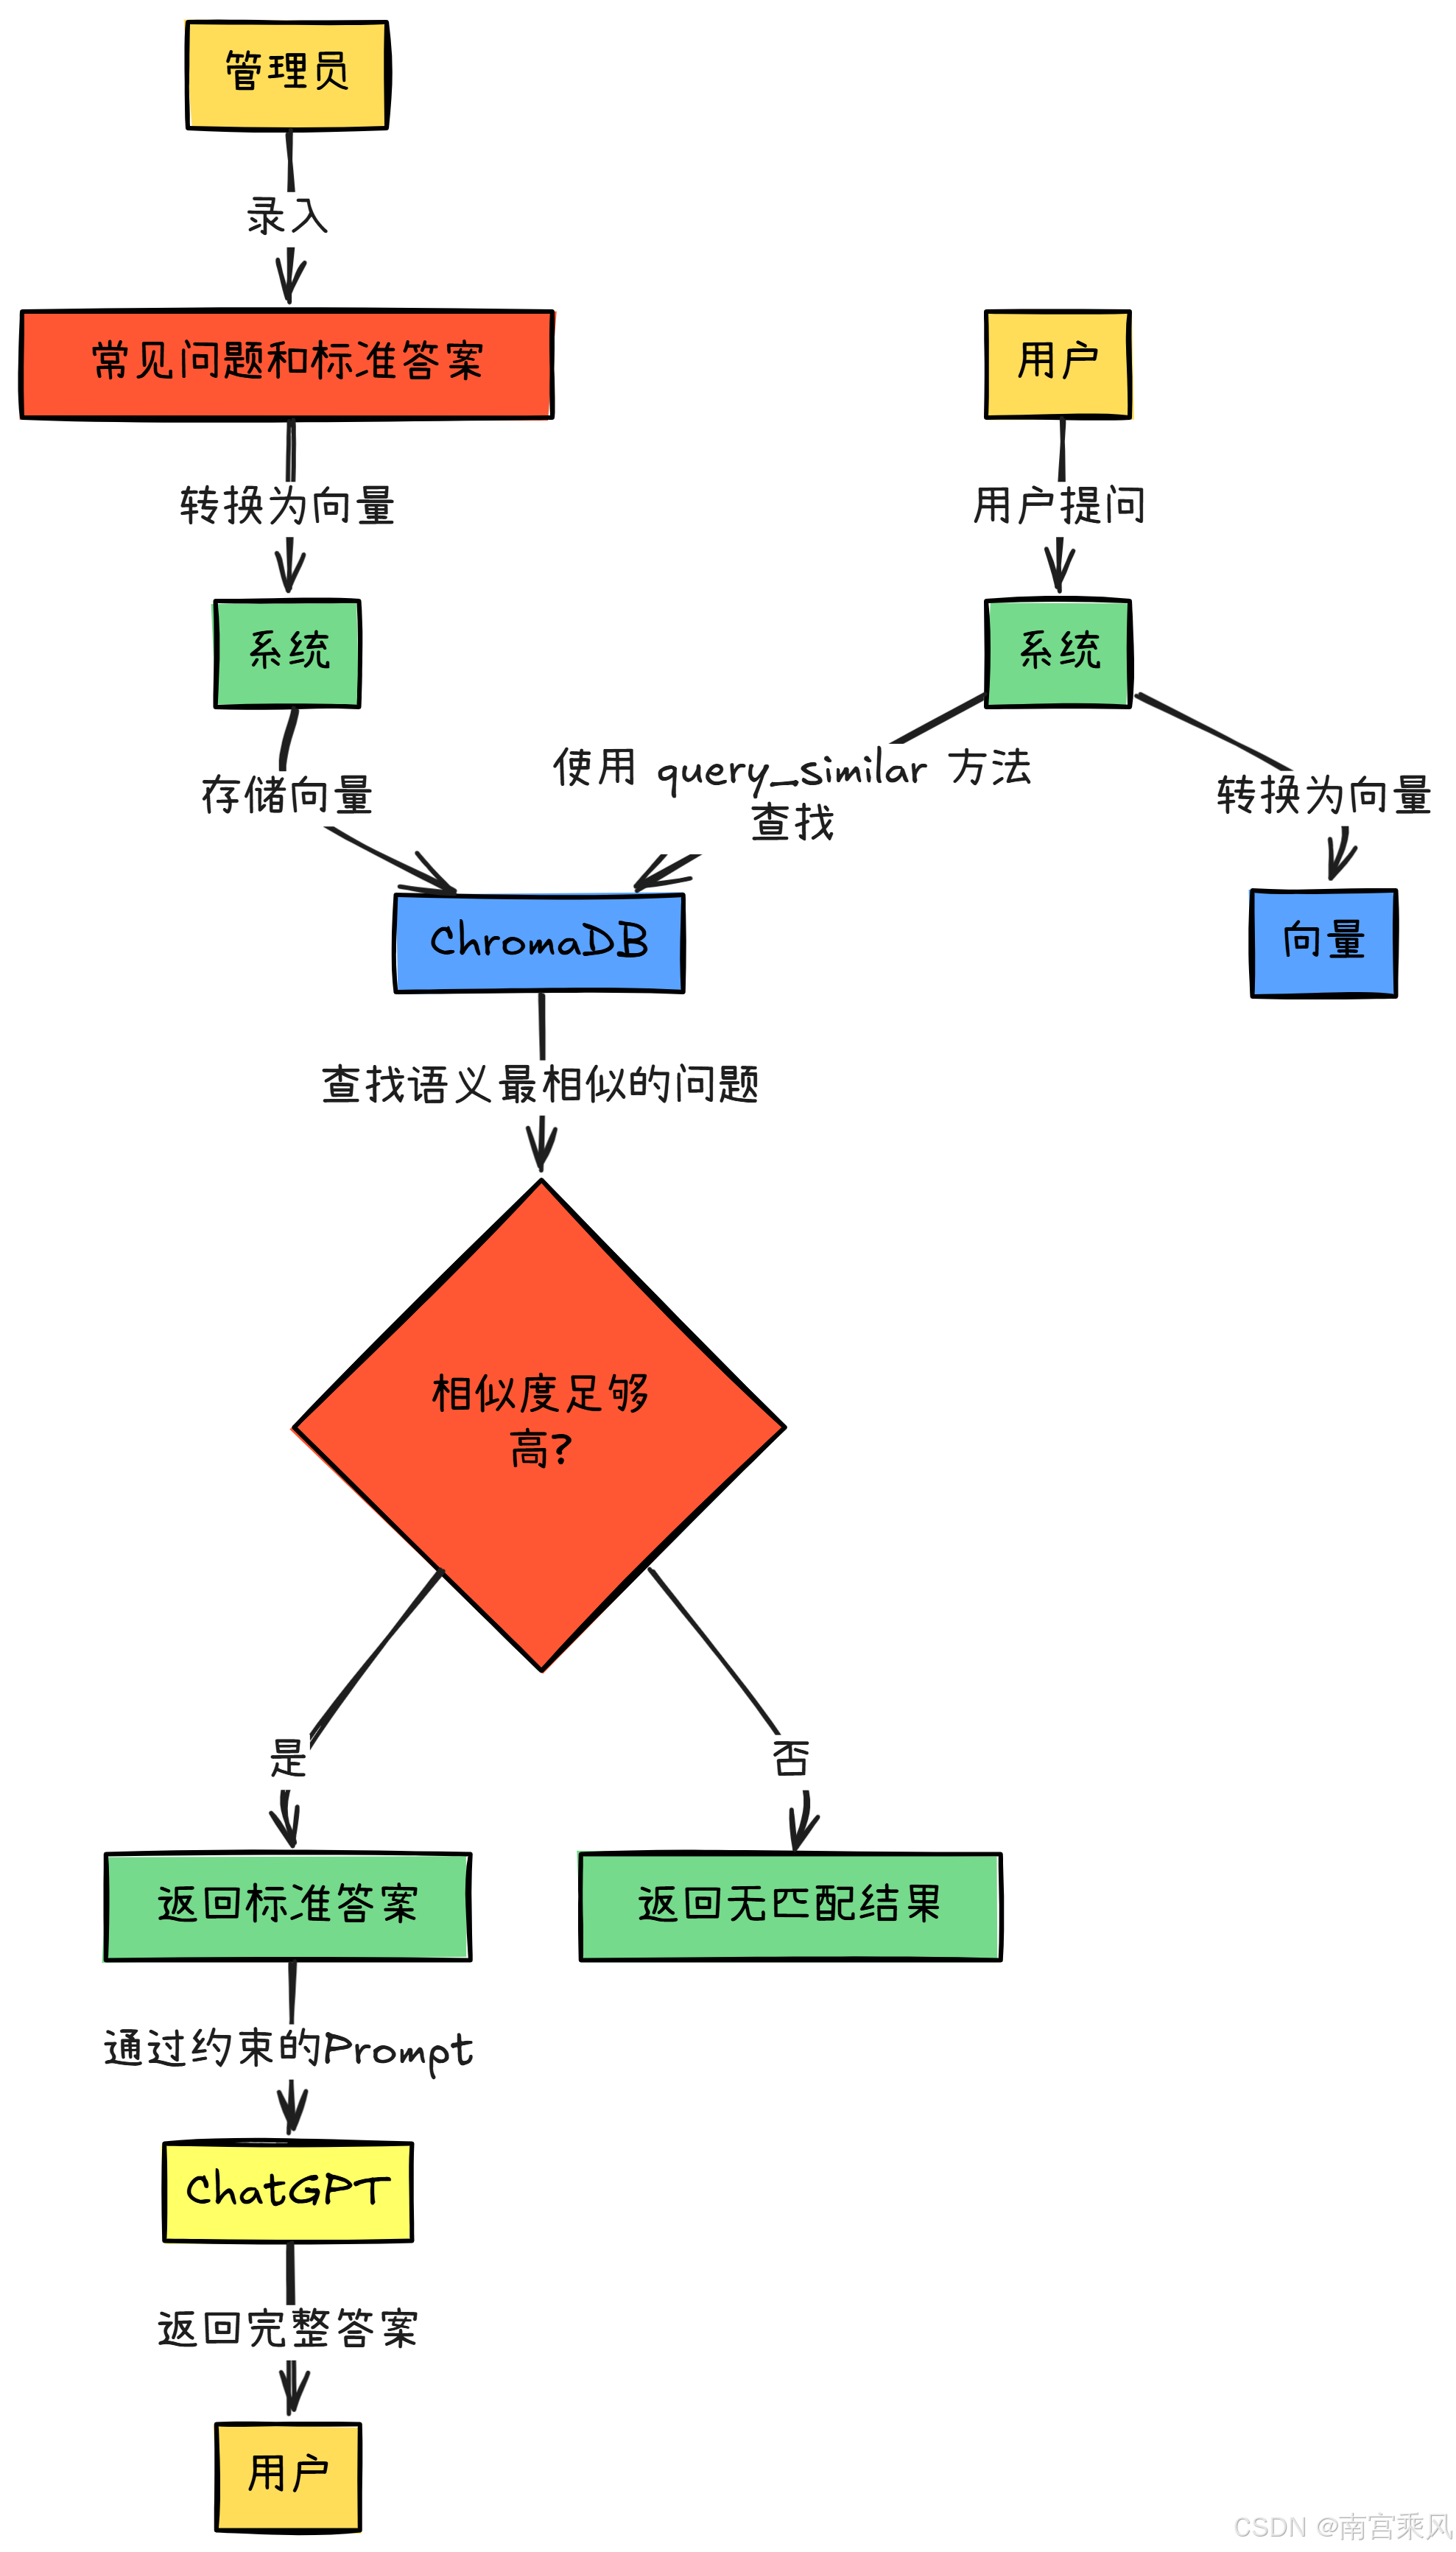 管理员
录入
常见问题和标准答案
用户
转换为向量
用户提问
系统
系统
存储向量
使用 query_similar 方法
查找
转换为向量
ChromaDB
向量
查找语义最相似的问题
相似度足够
高?
是
否
返回标准答案
返回无匹配结果
通过约束的Prompt
ChatGPT
返回完整答案
用户
CSDN @南宫乘风